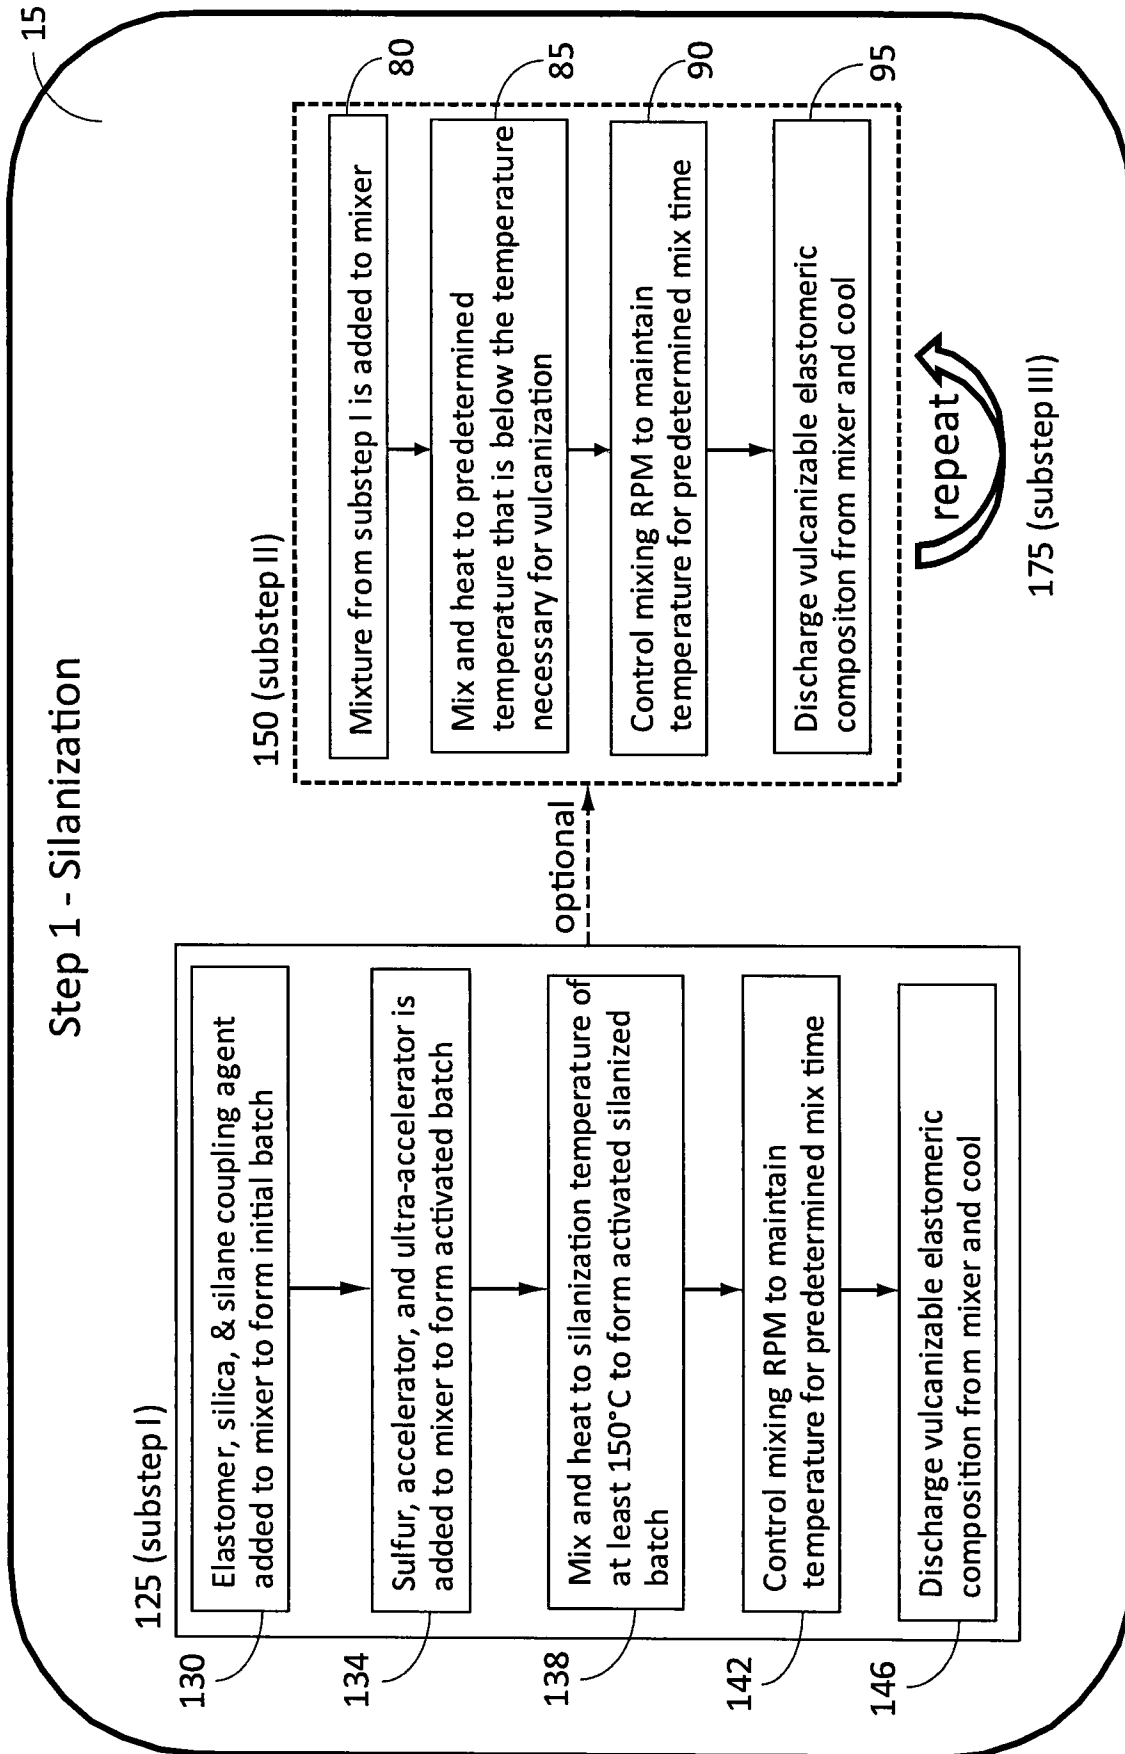 15
Step 1 - Silanization
125 (substep I)
130
Elastomer, silica, & silane coupling agent
added to mixer to form initial batch
134
Sulfur, accelerator, and ultra-accelerator is
added to mixer to form activated batch
138
Mix and heat to silanization temperature of
at least 150°C to form activated silanized
batch
142
Control mixing RPM to maintain
temperature for predetermined mix time
146
Discharge vulcanizable elastomeric
composition from mixer and cool
optional
150 (substep II)
Mixture from substep I is added to mixer
80
Mix and heat to predetermined
temperature that is below the temperature
necessary for vulcanization
85
Control mixing RPM to maintain
temperature for predetermined mix time
90
Discharge vulcanizable elastomeric
compositon from mixer and cool
95
repeat
175 (substep III)